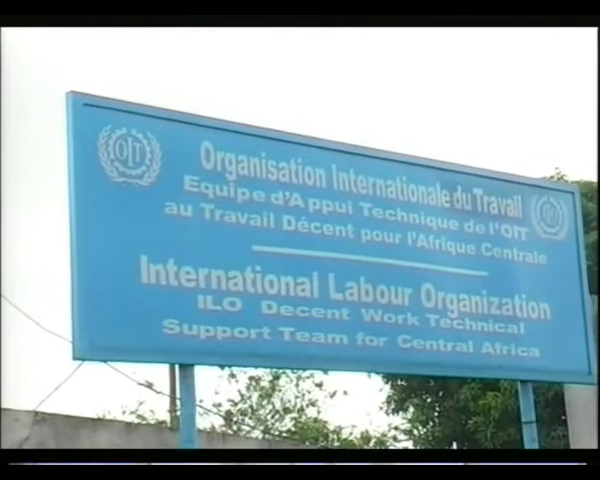 OIT
Organisation Internationale du Travail
Equipe d'Appui Technique de l'OIT
au Travail Décent pour l'Afrique Centrale
International Labour Organization
ILO Decent Work Technical
Support Team for Central Africa